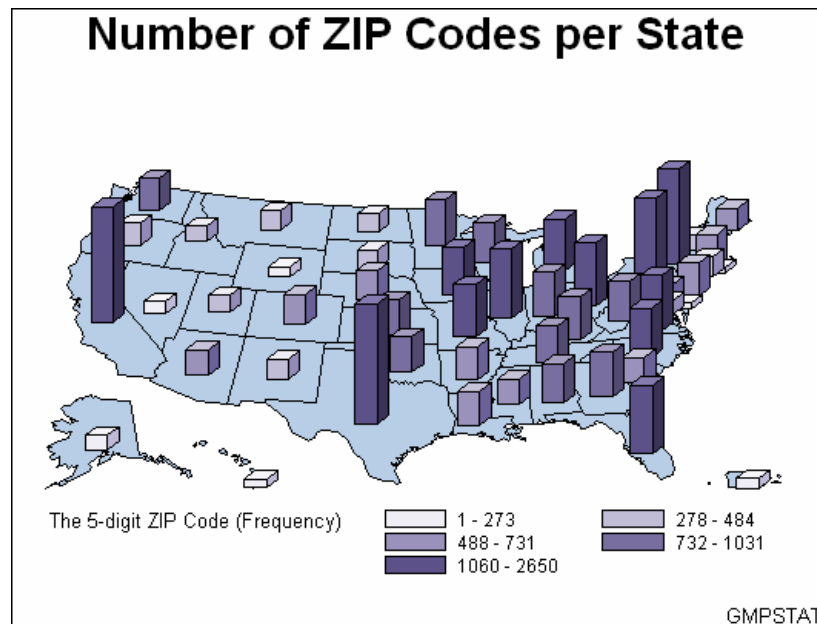 Number of ZIP Codes per State
The 5-digit ZIP Code (Frequency)
1 - 273
278 - 484
488 - 731
732 - 1031
1060 - 2650
GMPSTAT